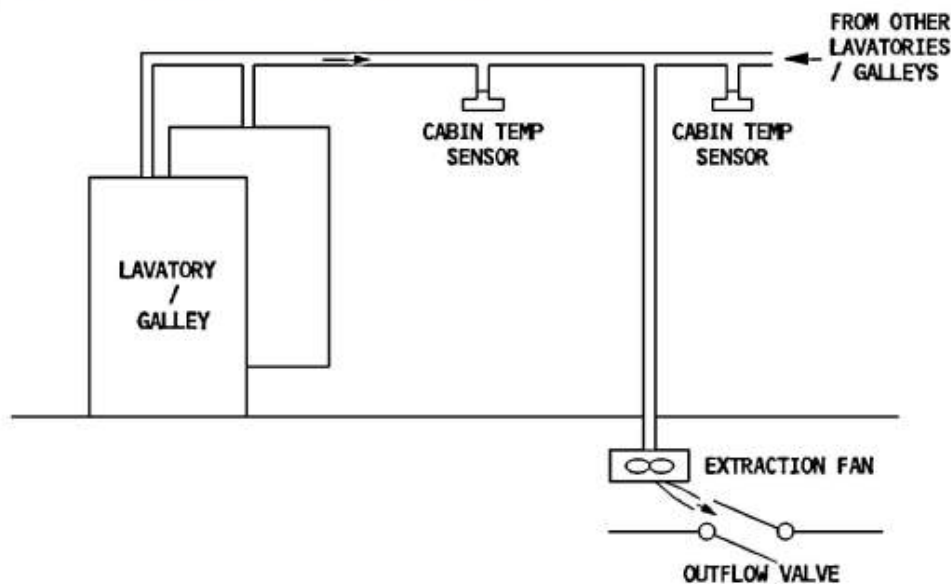 FROM OTHER
LAVATORIES
/ GALLEYS
CABIN TEMP
SENSOR
CABIN TEMP
SENSOR
LAVATORY
/
GALLEY
EXTRACTION FAN
OUTFLOW VALVE